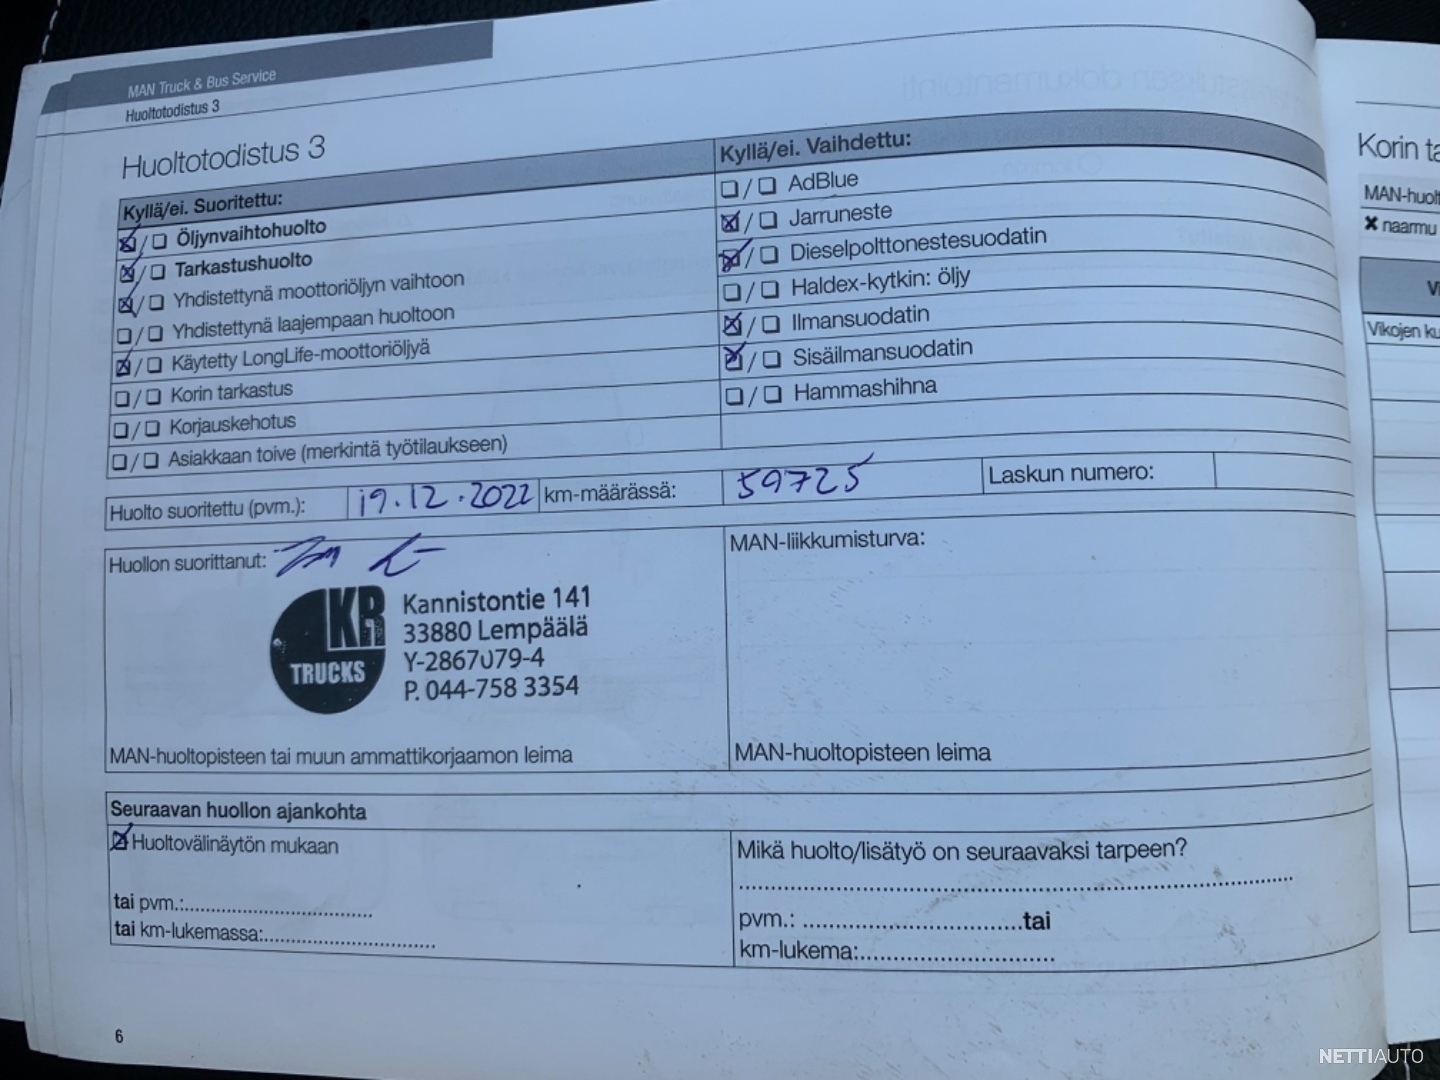 MAN Truck & Bus Service
Huoltotodistus 3
Huoltotodistus 3
Kyllä/ei. Suoritettu:
☒/☐ Öljynvaihtohuolto
☒/☐ Tarkastushuolto
☒/☐ Yhdistettynä moottoriöljyn vaihtoon
☐/☐ Yhdistettynä laajempaan huoltoon
☒/☐ Käytetty LongLife-moottoriöljyä
☐/☐ Korin tarkastus
☐/☐ Korjauskehotus
☐/☐ Asiakkaan toive (merkintä työtilaukseen)
Kyllä/ei. Vaihdettu:
☐/☐ AdBlue
☒/☐ Jarruneste
☒/☐ Dieselpolttonestesuodatin
☐/☐ Haldex-kytkin: öljy
☒/☐ Ilmansuodatin
☒/☐ Sisäilmansuodatin
☐/☐ Hammashihna
Huolto suoritettu (pvm.): 19.12.2022 km-määrässä: 59725 Laskun numero:
Huollon suorittanut:
KR
TRUCKS
Kannistontie 141
33880 Lempäälä
Y-2867079-4
P. 044-758 3354
MAN-huoltopisteen tai muun ammattikorjaamon leima
MAN-liikkumisturva:
MAN-huoltopisteen leima
Seuraavan huollon ajankohta
☒ Huoltovälinäytön mukaan
tai pvm.:
tai km-lukemassa:
Mikä huolto/lisätyö on seuraavaksi tarpeen?
pvm.: tai
km-lukema:
6
Korin ta
MAN-huolt
✖ naarmu
Vi
Vikojen ku
NETTIAUTO